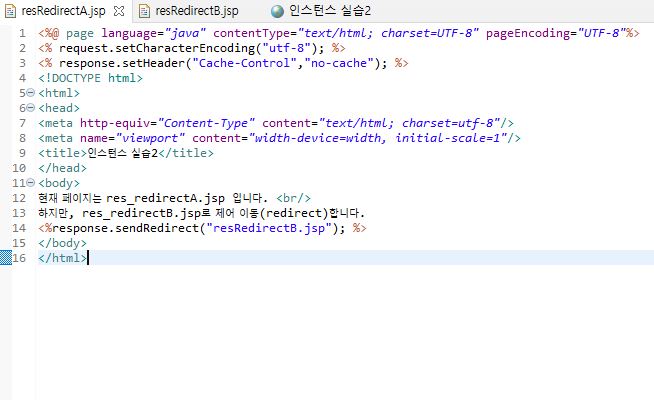 resRedirectA.jsp resRedirectB.jsp 인스턴스 실습2
1 <%@ page language="java" contentType="text/html; charset=UTF-8" pageEncoding="UTF-8"%>
2 <% request.setCharacterEncoding("utf-8"); %>
3 <% response.setHeader("Cache-Control","no-cache"); %>
4 <!DOCTYPE html>
5 <html>
6 <head>
7 <meta http-equiv="Content-Type" content="text/html; charset=utf-8"/>
8 <meta name="viewport" content="width-device=width, initial-scale=1"/>
9 <title>인스턴스 실습2</title>
10 </head>
11 <body>
12 현재 페이지는 res_redirectA.jsp 입니다. <br/>
13 하지만, res_redirectB.jsp로 제어 이동(redirect)합니다.
14 <%response.sendRedirect("resRedirectB.jsp"); %>
15 </body>
16 </html>